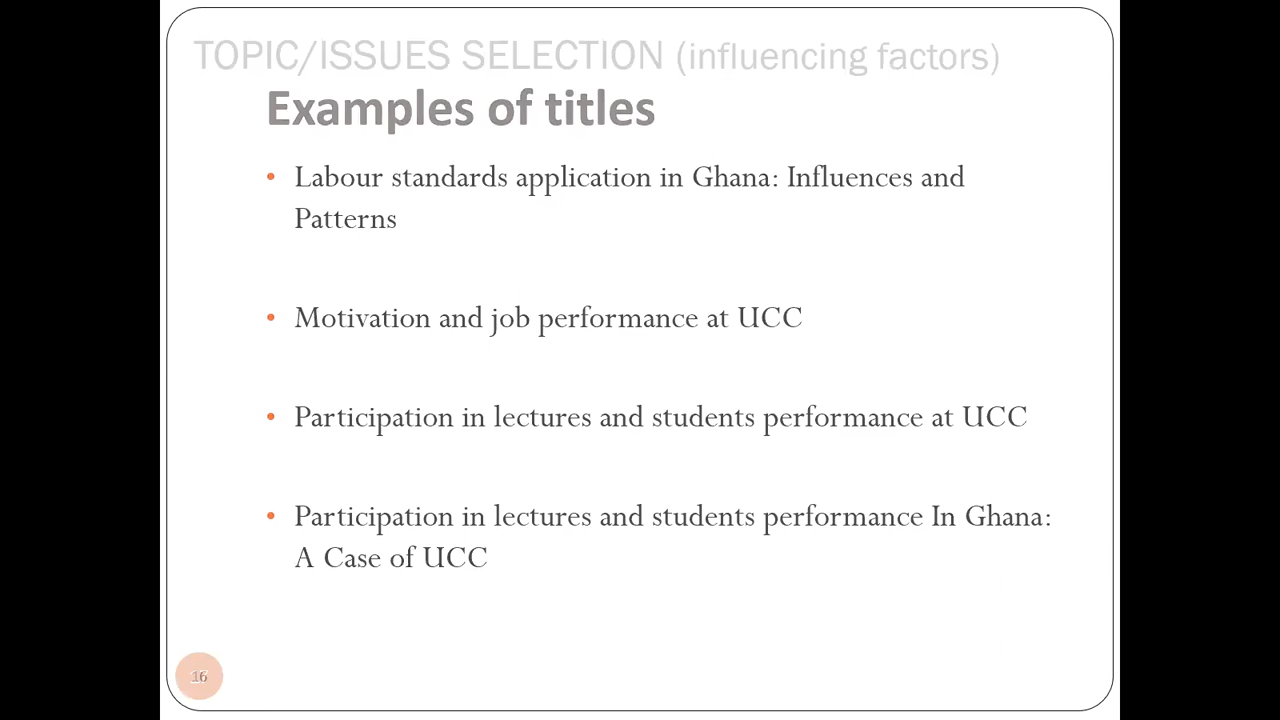 TOPIC/ISSUES SELECTION (influencing factors)
Examples of titles
• Labour standards application in Ghana: Influences and
Patterns
• Motivation and job performance at UCC
• Participation in lectures and students performance at UCC
• Participation in lectures and students performance In Ghana:
A Case of UCC
16